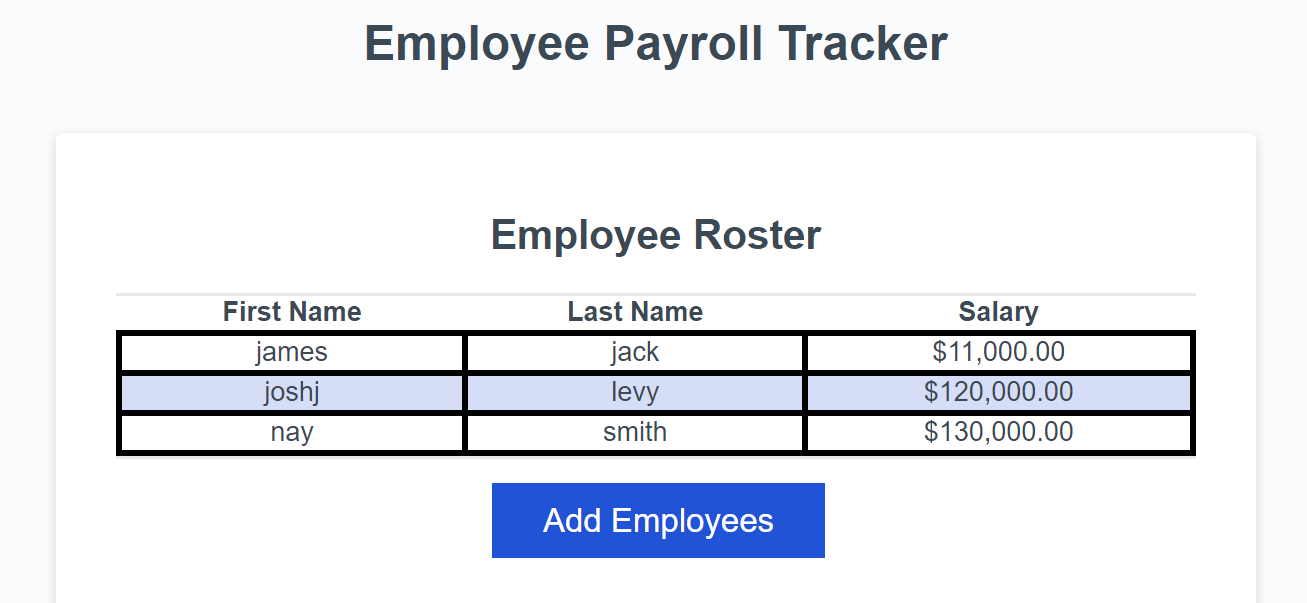 Employee Payroll Tracker
Employee Roster
First Name Last Name Salary
james jack $11,000.00
joshj levy $120,000.00
nay smith $130,000.00
Add Employees